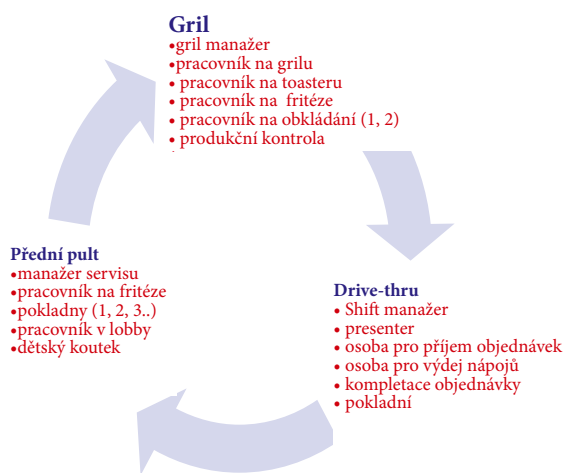 Gril
•gril manažer
•pracovník na grilu
• pracovník na toasteru
• pracovník na fritéze
• pracovník na obkládání (1, 2)
• produkční kontrola
Přední pult
•manažer servisu
•pracovník na fritéze
•pokladny (1, 2, 3..)
•pracovník v lobby
•dětský koutek
Drive-thru
• Shift manažer
• presenter
• osoba pro příjem objednávek
• osoba pro výdej nápojů
• kompletace objednávky
• pokladní